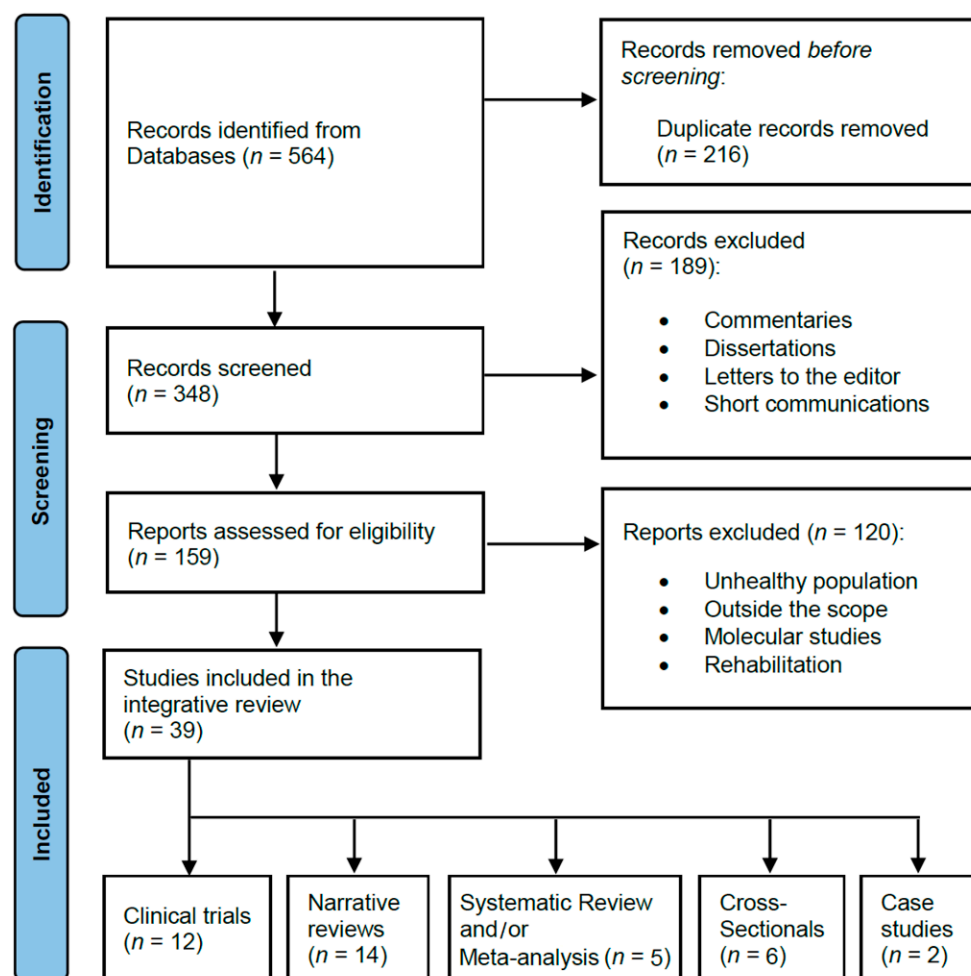 Identification
Records identified from
Databases (n = 564)
Records removed before
screening:
Duplicate records removed
(n = 216)
Screening
Records screened
(n = 348)
Records excluded
(n = 189):
• Commentaries
• Dissertations
• Letters to the editor
• Short communications
Reports assessed for eligibility
(n = 159)
Reports excluded (n = 120):
• Unhealthy population
• Outside the scope
• Molecular studies
• Rehabilitation
Included
Studies included in the
integrative review
(n = 39)
Clinical trials
(n = 12)
Narrative
reviews
(n = 14)
Systematic Review
and/or
Meta-analysis (n = 5)
Cross-
Sectionals
(n = 6)
Case
studies
(n = 2)